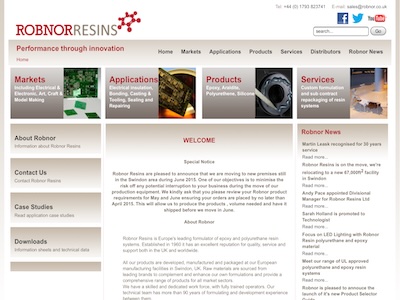 Tel: +44 (0) 1793 823741
E mail: sales@robnor.co.uk
ROBNORRESINS
You Tube
Search...
Go
Performance through innovation
Home
Home
Markets
Applications
Products
Services
Distributors
Robnor News
Markets
Including Electrical & Electronic, Art, Craft & Model Making
Applications
Electrical insulation, Bonding, Casting & Tooling, Sealing and Repairing
Products
Epoxy, Araldite, Polyurethane, Silicones
Services
Custom formulation and sub contract repackaging of resin systems
About Robnor
Information about Robnor Resins
Contact Us
Contact Robnor Resins
Case Studies
Read application case studies
Downloads
Information sheets and technical data
WELCOME
Special Notice
Robnor Resins are pleased to announce that we are moving to new premises still
in the Swindon area during June 2015. One of our objectives is to minimise the
risk off any potential interruption to your business during the move of our
production equipment. We kindly ask that you please review your Robnor product
requirements for May and June ensuring your orders are placed by no later than
April 2015. This will allow us to produce the products , volume needed and have it
shipped before we move in June.
About Robnor
Robnor Resins is Europe's leading formulator of epoxy and polyurethane resin
systems. Established in 1960 it has an excellent reputation for quality, service and
support both in the UK and worldwide.
All our products are developed, manufactured and packaged at our European
manufacturing facilities in Swindon, UK. Raw materials are sourced from
leading brands to complement and enhance our own formulations and provide a
comprehensive range of products for all market sectors.
We have a skilled and dedicated work force, with fully trained operators. Our
technical team has more than 90 years of formulating and development experience
between them.
Robnor News
Martin Leask recognised for 30 years service
Read more...
Robnor Resins is on the move, we're relocating to a new 67,000ft2 facility in Swindon
Read more...
Andy Pace appointed Divisional Manager for Robnor Resins Ltd
Read more...
Sarah Holland is promoted to Technologist
Read more...
Focus on LED Lighting with Robnor Resins polyurethane and epoxy material
Read more...
Meet our range of UL approved polyurethane and epoxy resin systems
Read more...
Robnor is pleased to announce the launch of it's new Product Selector